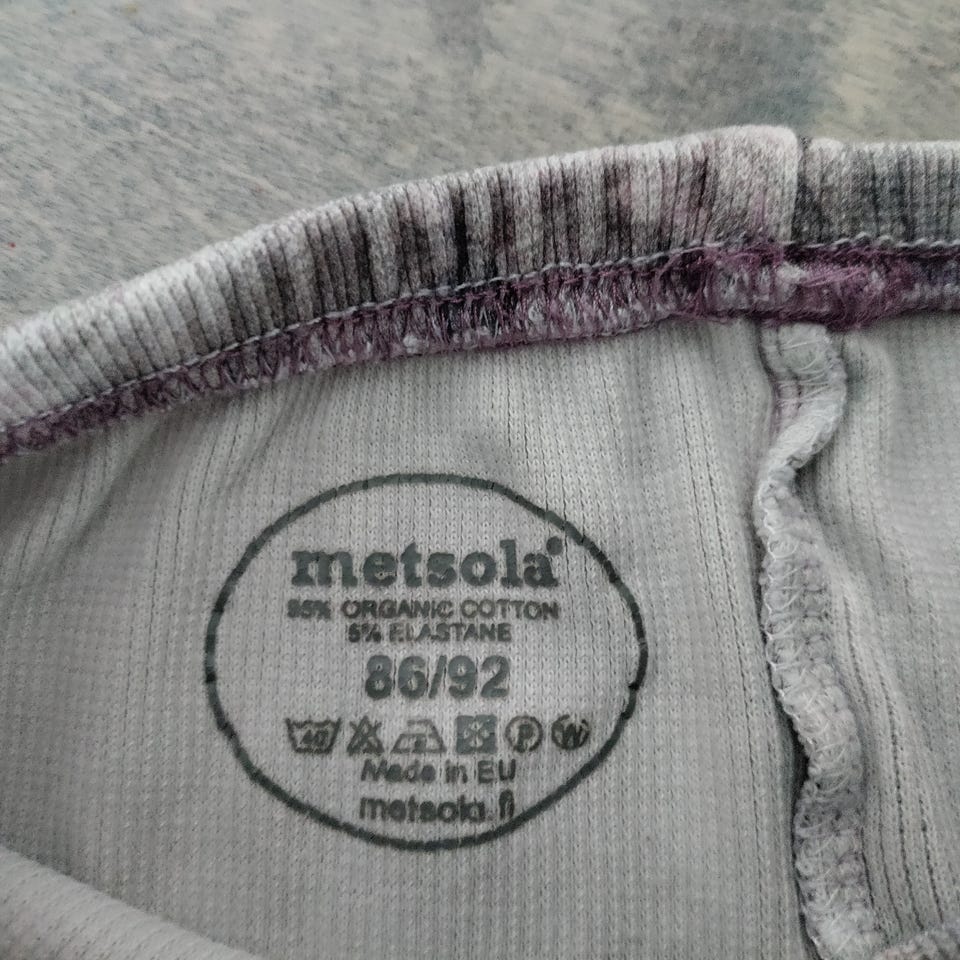 metsola®
95% ORGANIC COTTON
5% ELASTANE
86/92
40 P W
Made in EU
metsola.fi